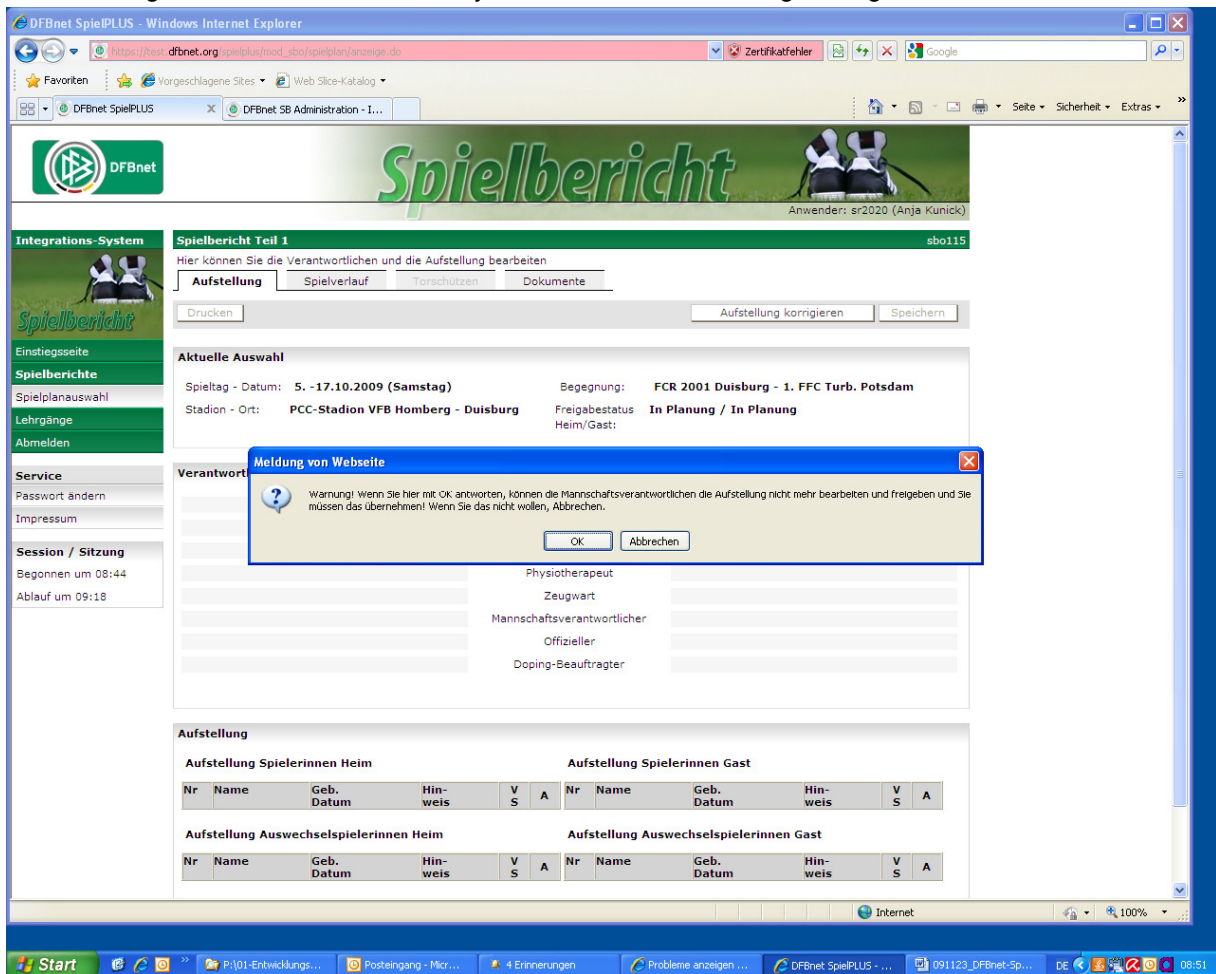 DFBnet SpielPLUS - Windows Internet Explorer
https://test.dfbnet.org/spielplus/mod_sbo/spielplan/anzeige.do
Zertifikatfehler
Google
Favoriten
Vorgeschlagene Sites
Web Slice-Katalog
DFBnet SpielPLUS
DFBnet SB Administration - I...
Seite
Sicherheit
Extras
»
DFBnet
Spielbericht
Anwender: sr2020 (Anja Kunick)
Integrations-System
Spielbericht
Einstiegsseite
Spielberichte
Spielplanauswahl
Lehrgänge
Abmelden
Service
Passwort ändern
Impressum
Session / Sitzung
Begonnen um 08:44
Ablauf um 09:18
Spielbericht Teil 1 sbo115
Hier können Sie die Verantwortlichen und die Aufstellung bearbeiten
Aufstellung Spielverlauf Torschützen Dokumente
Drucken Aufstellung korrigieren Speichern
Aktuelle Auswahl
Spieltag - Datum: 5. -17.10.2009 (Samstag) Begegnung: FCR 2001 Duisburg - 1. FFC Turb. Potsdam
Stadion - Ort: PCC-Stadion VFB Homberg - Duisburg Freigabestatus In Planung / In Planung
Heim/Gast:
Meldung von Webseite
Warnung! Wenn Sie hier mit OK antworten, können die Mannschaftsverantwortlichen die Aufstellung nicht mehr bearbeiten und freigeben und Sie
müssen das übernehmen! Wenn Sie das nicht wollen, Abbrechen.
OK Abbrechen
Physiotherapeut
Zeugwart
Mannschaftsverantwortlicher
Offizieller
Doping-Beauftragter
Aufstellung
Aufstellung Spielerinnen Heim Aufstellung Spielerinnen Gast
Nr Name Geb. Hin- V A Nr Name Geb. Hin- V A
Datum weis S Datum weis S
Aufstellung Auswechselspielerinnen Heim Aufstellung Auswechselspielerinnen Gast
Nr Name Geb. Hin- V A Nr Name Geb. Hin- V A
Datum weis S Datum weis S
Internet
100%
Start » P:\01-Entwicklungs... Posteingang - Micr... 4 Erinnerungen Probleme anzeigen ... DFBnet SpielPLUS - ... 091123_DFBnet-Sp... DE 08:51